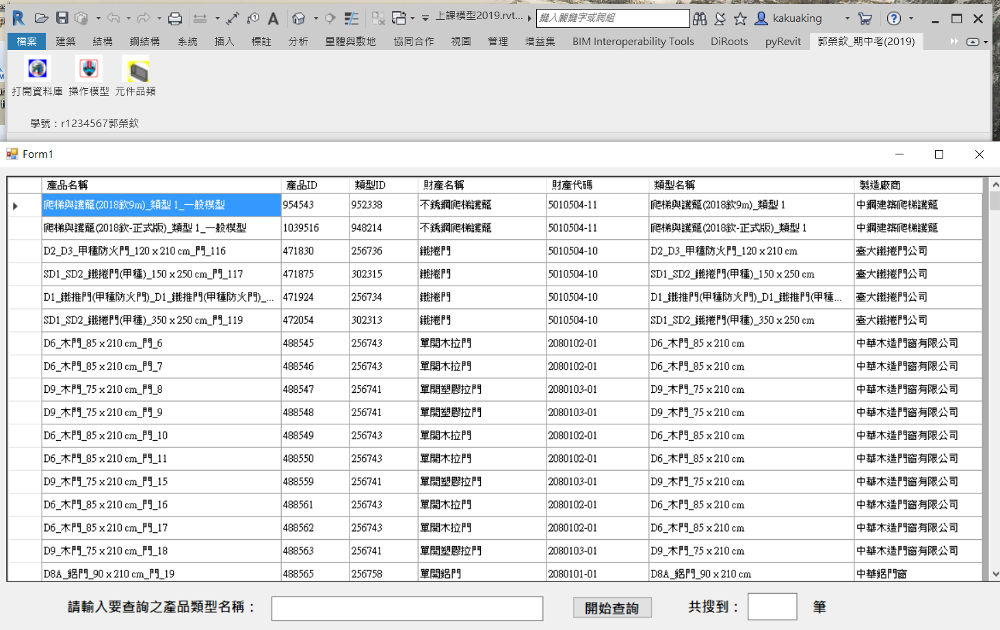 上課模型2019.rvt...
鍵入關鍵字或詞組
kakuaking
檔案 建築 結構 鋼結構 系統 插入 標註 分析 量體與敷地 協同合作 視圖 管理 增益集 BIM Interoperability Tools DiRoots pyRevit 郭榮欽_期中考(2019)
打開資料庫 操作模型 元件品類
學號：r1234567郭榮欽
Form1
產品名稱 產品ID 類型ID 財產名稱 財產代碼 類型名稱 製造廠商
爬梯與護籠(2018欽9m)_類型 1_一般模型 954543 952338 不銹鋼爬梯護籠 5010504-11 爬梯與護籠(2018欽9m)_類型 1 中鋼建築爬梯護籠
爬梯與護籠(2018欽-正式版)_類型 1_一般模型 1039516 948214 不銹鋼爬梯護籠 5010504-11 爬梯與護籠(2018欽-正式版)_類型 1 中鋼建築爬梯護籠
D2_D3_甲種防火門_120 x 210 cm_門_116 471830 256736 鐵捲門 5010504-10 D2_D3_甲種防火門_120 x 210 cm 臺大鐵捲門公司
SD1_SD2_鐵捲門(甲種)_150 x 250 cm_門_117 471875 302315 鐵捲門 5010504-10 SD1_SD2_鐵捲門(甲種)_150 x 250 cm 臺大鐵捲門公司
D1_鐵推門(甲種防火門)_D1_鐵推門(甲種防火門)_... 471924 256734 鐵捲門 5010504-10 D1_鐵推門(甲種防火門)_D1_鐵推門(甲種... 臺大鐵捲門公司
SD1_SD2_鐵捲門(甲種)_350 x 250 cm_門_119 472054 302313 鐵捲門 5010504-10 SD1_SD2_鐵捲門(甲種)_350 x 250 cm 臺大鐵捲門公司
D6_木門_85 x 210 cm_門_6 488545 256743 單開木拉門 2080102-01 D6_木門_85 x 210 cm 中華木造門窗有限公司
D6_木門_85 x 210 cm_門_7 488546 256743 單開木拉門 2080102-01 D6_木門_85 x 210 cm 中華木造門窗有限公司
D9_木門_75 x 210 cm_門_8 488547 256741 單開塑膠拉門 2080103-01 D9_木門_75 x 210 cm 中華木造門窗有限公司
D9_木門_75 x 210 cm_門_9 488548 256741 單開塑膠拉門 2080103-01 D9_木門_75 x 210 cm 中華木造門窗有限公司
D6_木門_85 x 210 cm_門_10 488549 256743 單開木拉門 2080102-01 D6_木門_85 x 210 cm 中華木造門窗有限公司
D6_木門_85 x 210 cm_門_11 488550 256743 單開木拉門 2080102-01 D6_木門_85 x 210 cm 中華木造門窗有限公司
D9_木門_75 x 210 cm_門_15 488559 256741 單開塑膠拉門 2080103-01 D9_木門_75 x 210 cm 中華木造門窗有限公司
D6_木門_85 x 210 cm_門_16 488561 256743 單開木拉門 2080102-01 D6_木門_85 x 210 cm 中華木造門窗有限公司
D6_木門_85 x 210 cm_門_17 488562 256743 單開木拉門 2080102-01 D6_木門_85 x 210 cm 中華木造門窗有限公司
D9_木門_75 x 210 cm_門_18 488563 256741 單開塑膠拉門 2080103-01 D9_木門_75 x 210 cm 中華木造門窗有限公司
D8A_鋁門_90 x 210 cm_門_19 488565 256758 單開鋁門 2080101-01 D8A_鋁門_90 x 210 cm 中華鋁門窗
請輸入要查詢之產品類型名稱： 開始查詢 共搜到： 筆